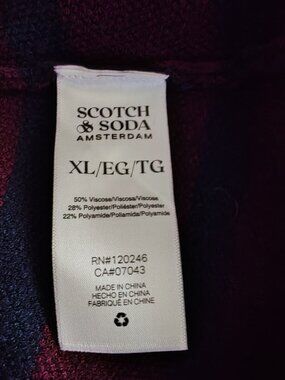 SCOTCH
& SODA
AMSTERDAM
XL/EG/TG
50% Viscose/Viscosa/Viscose
28% Polyester/Poliéster/Polyester
22% Polyamide/Poliamida/Polyamide
RN#120246
CA#07043
MADE IN CHINA
HECHO EN CHINA
FABRIQUÉ EN CHINE